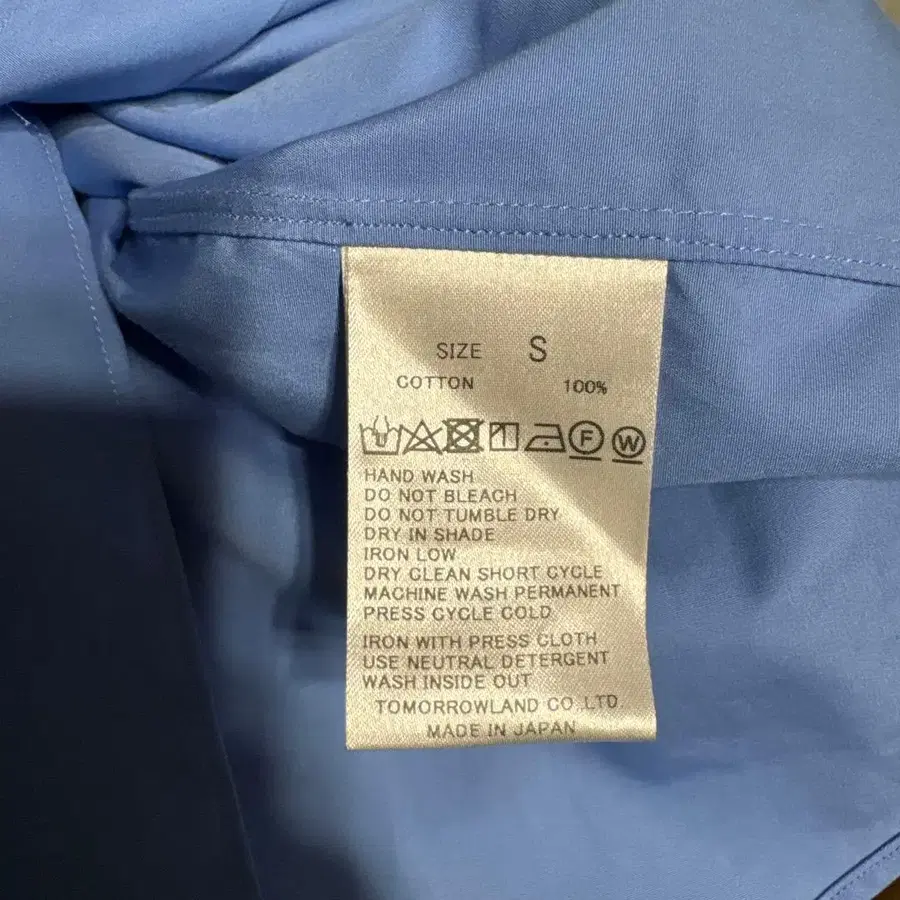 SIZE S
COTTON 100%
F W
HAND WASH
DO NOT BLEACH
DO NOT TUMBLE DRY
DRY IN SHADE
IRON LOW
DRY CLEAN SHORT CYCLE
MACHINE WASH PERMANENT
PRESS CYCLE COLD
IRON WITH PRESS CLOTH
USE NEUTRAL DETERGENT
WASH INSIDE OUT
TOMORROWLAND CO.,LTD.
MADE IN JAPAN